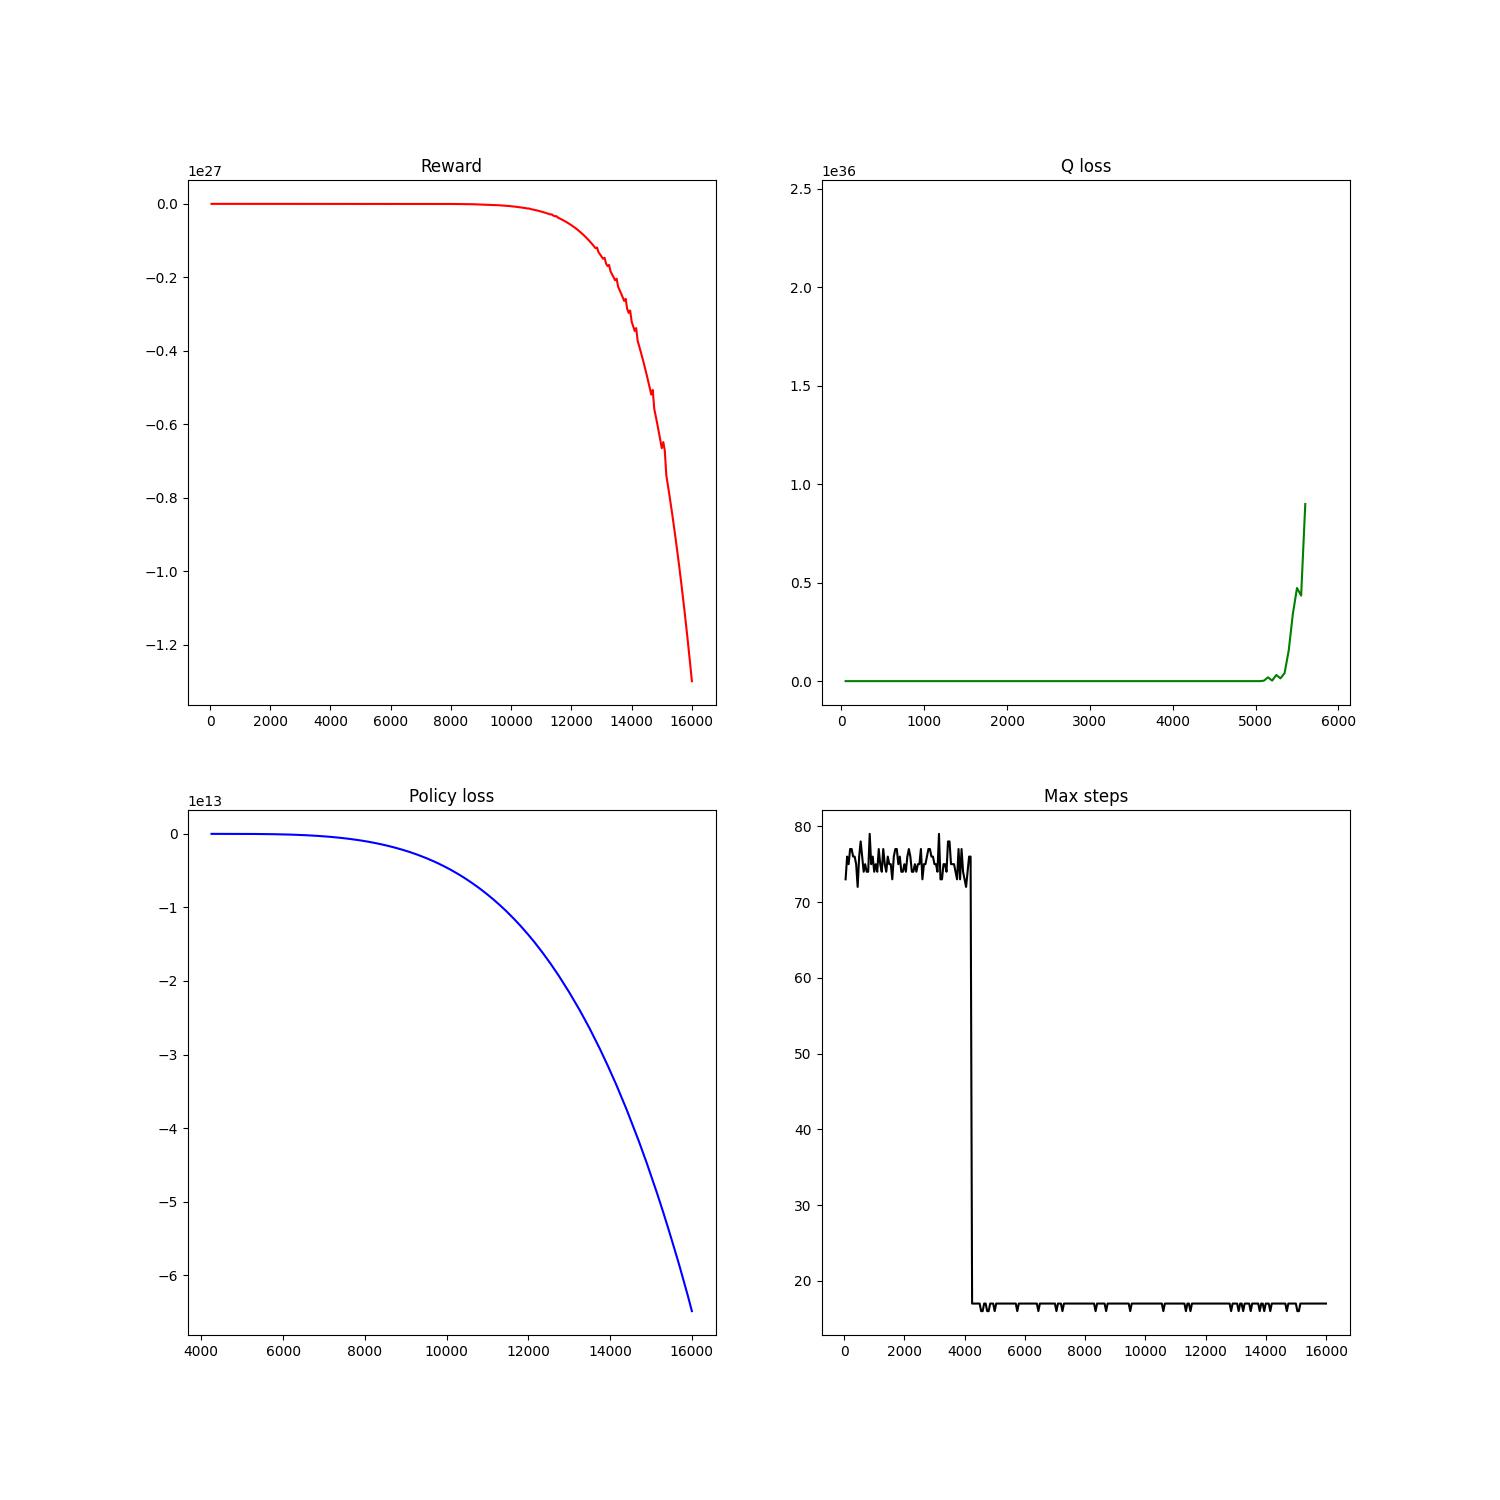 Reward
1e27
0.0
−0.2
−0.4
−0.6
−0.8
−1.0
−1.2
0 2000 4000 6000 8000 10000 12000 14000 16000
Q loss
1e36
2.5
2.0
1.5
1.0
0.5
0.0
0 1000 2000 3000 4000 5000 6000
Policy loss
1e13
0
−1
−2
−3
−4
−5
−6
4000 6000 8000 10000 12000 14000 16000
Max steps
80
70
60
50
40
30
20
0 2000 4000 6000 8000 10000 12000 14000 16000